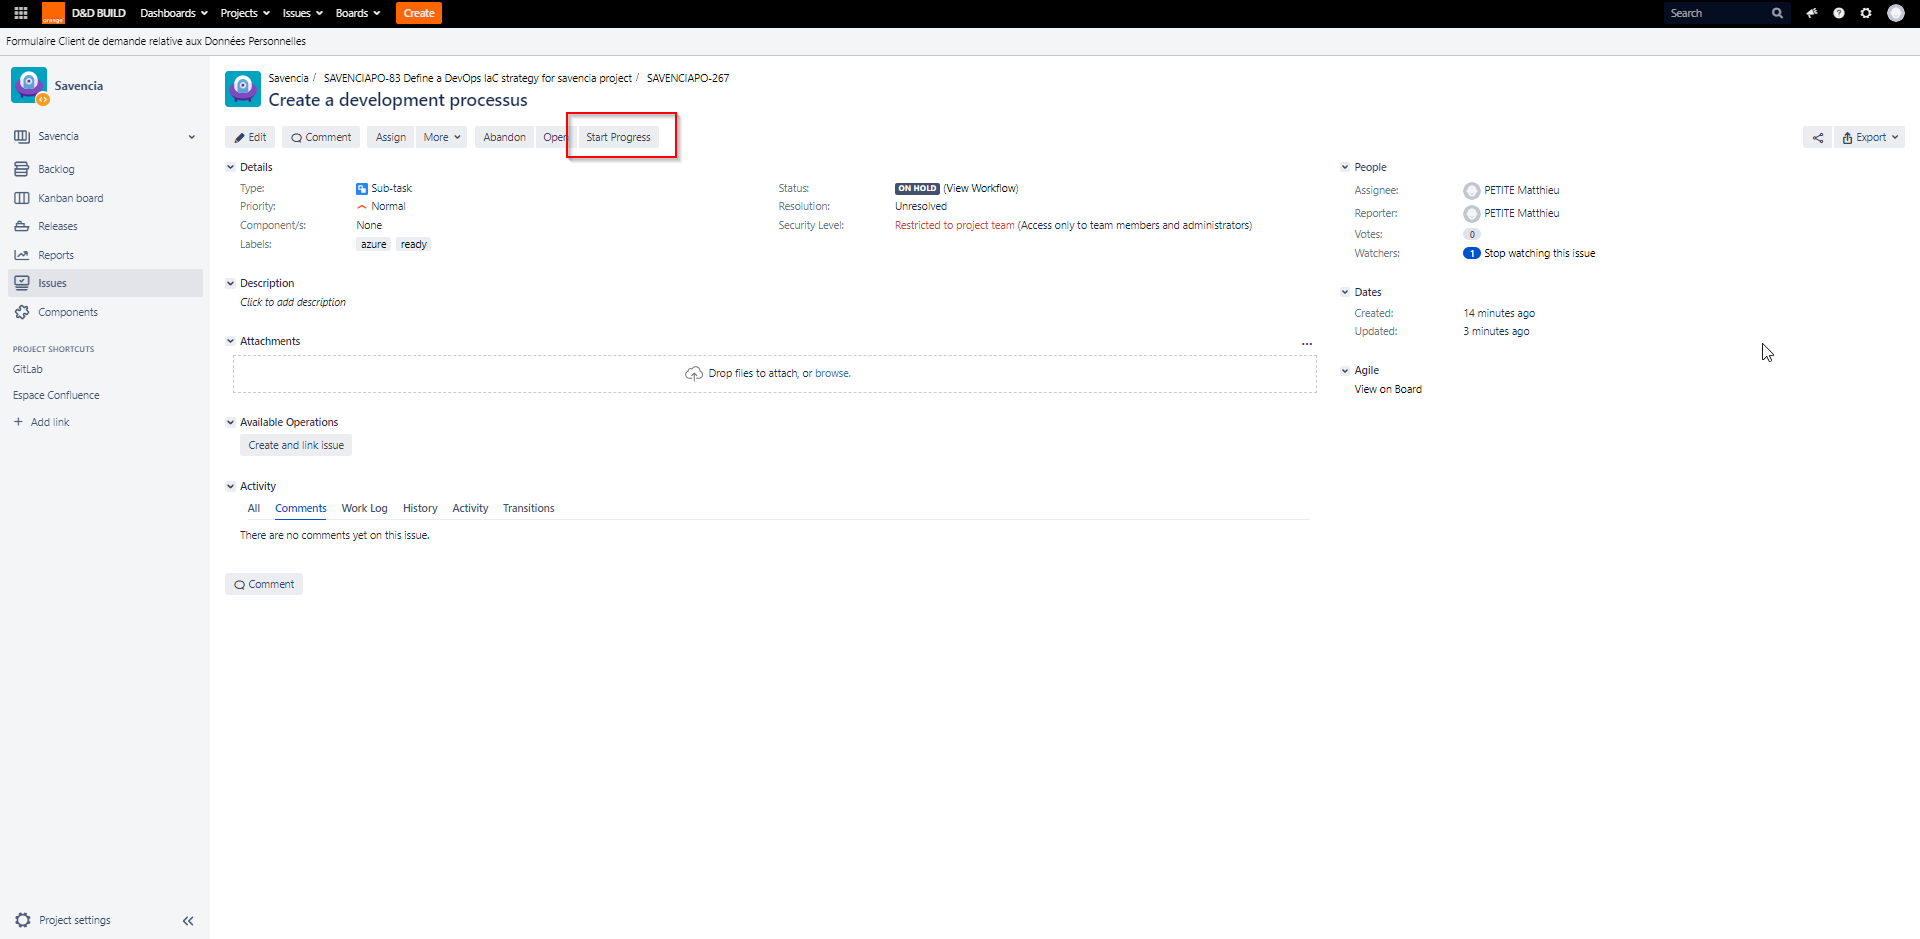 D&D BUILD Dashboards Projects Issues Boards Create Search
Formulaire Client de demande relative aux Données Personnelles
Savencia
Savencia
Backlog
Kanban board
Releases
Reports
Issues
Components
PROJECT SHORTCUTS
GitLab
Espace Confluence
+ Add link
Project settings
Savencia / SAVENCIAPO-83 Define a DevOps IaC strategy for savencia project / SAVENCIAPO-267
Create a development processus
Edit Comment Assign More Abandon Open Start Progress Export
Details
Type: Sub-task
Priority: Normal
Component/s: None
Labels: azure ready
Status: ON HOLD (View Workflow)
Resolution: Unresolved
Security Level: Restricted to project team (Access only to team members and administrators)
Description
Click to add description
Attachments
...
Drop files to attach, or browse.
Available Operations
Create and link issue
Activity
All Comments Work Log History Activity Transitions
There are no comments yet on this issue.
Comment
People
Assignee: PETITE Matthieu
Reporter: PETITE Matthieu
Votes: 0
Watchers: 1 Stop watching this issue
Dates
Created: 14 minutes ago
Updated: 3 minutes ago
Agile
View on Board